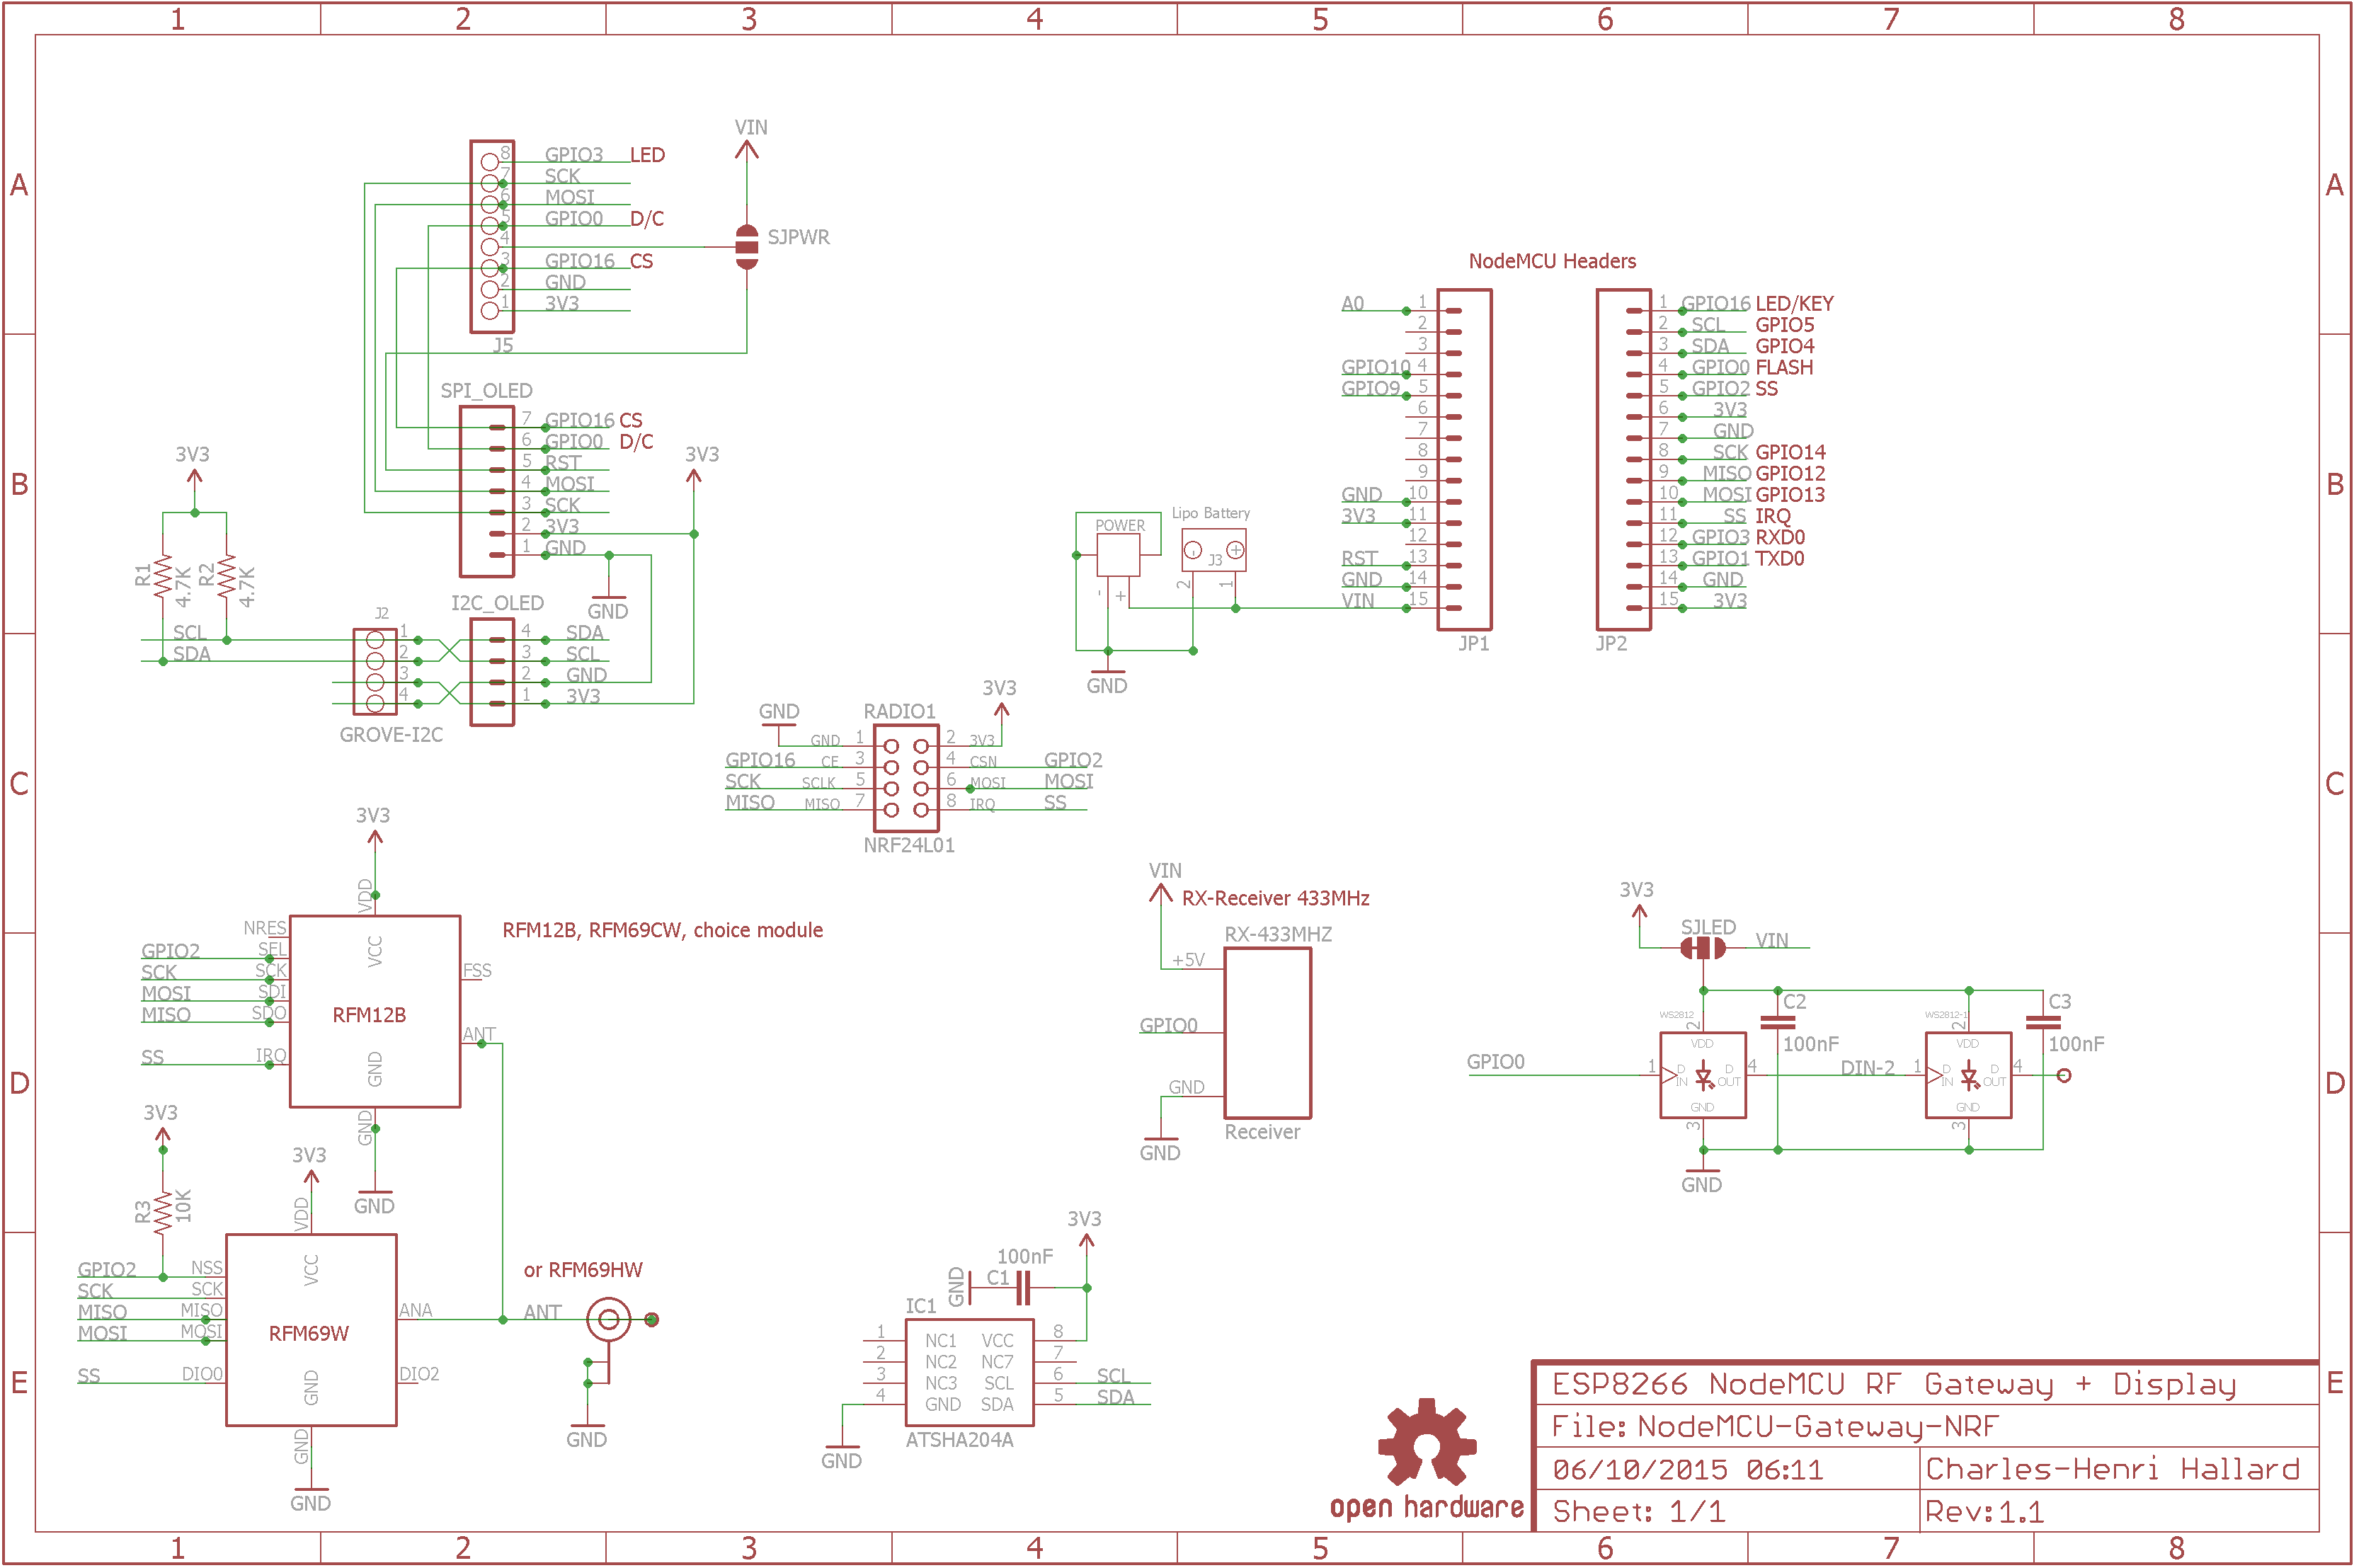 1 2 3 4 5 6 7 8
A
B
C
D
E
A
B
C
D
E
1 2 3 4 5 6 7 8
VIN
SJPWR
8 GPIO3 LED
7 SCK
6 MOSI
5 GPIO0 D/C
4
3 GPIO16 CS
2 GND
1 3V3
J5
SPI_OLED
7 GPIO16 CS
6 GPIO0 D/C
5 RST
4 MOSI
3 SCK
2 3V3
1 GND
3V3
GND
3V3
R1 4.7K
R2 4.7K
SCL
SDA
J2
1
2
3
4
GROVE-I2C
I2C_OLED
4 SDA
3 SCL
2 GND
1 3V3
NodeMCU Headers
A0 1
2
3
GPIO10 4
GPIO9 5
6
7
8
9
GND 10
3V3 11
12
RST 13
GND 14
VIN 15
JP1
1 GPIO16 LED/KEY
2 SCL GPIO5
3 SDA GPIO4
4 GPIO0 FLASH
5 GPIO2 SS
6 3V3
7 GND
8 SCK GPIO14
9 MISO GPIO12
10 MOSI GPIO13
11 SS IRQ
12 GPIO3 RXD0
13 GPIO1 TXD0
14 GND
15 3V3
JP2
POWER
- +
Lipo Battery
- +
J3
2 1
GND
GND
RADIO1
3V3
GND 1 2 3V3
GPIO16 CE 3 4 CSN GPIO2
SCK SCLK 5 6 MOSI MOSI
MISO MISO 7 8 IRQ SS
NRF24L01
3V3
VDD
VCC
NRES
GPIO2 SEL
SCK SCK
MOSI SDI
MISO SDO
SS IRQ
RFM12B
FSS
ANT
GND
GND
GND
RFM12B, RFM69CW, choice module
VIN
RX-Receiver 433MHz
RX-433MHZ
+5V
GPIO0
GND
Receiver
GND
3V3
SJLED
VIN
C2
100nF
C3
100nF
WS2812
2
VDD
GPIO0 1 D IN D OUT 4
GND
3
DIN-2
WS2812-1
2
VDD
1 D IN D OUT 4
GND
3
GND
3V3
R3 10K
3V3
VDD
VCC
GPIO2 NSS
SCK SCK
MISO MISO
MOSI MOSI
SS DIO0
RFM69W
ANA
DIO2
GND
GND
GND
or RFM69HW
ANT
GND
3V3
100nF
C1
GND
IC1
1 NC1 VCC 8
2 NC2 NC7 7
3 NC3 SCL 6 SCL
4 GND SDA 5 SDA
ATSHA204A
GND
open hardware
ESP8266 NodeMCU RF Gateway + Display
File: NodeMCU-Gateway-NRF
06/10/2015 06:11 Charles-Henri Hallard
Sheet: 1/1 Rev:1.1